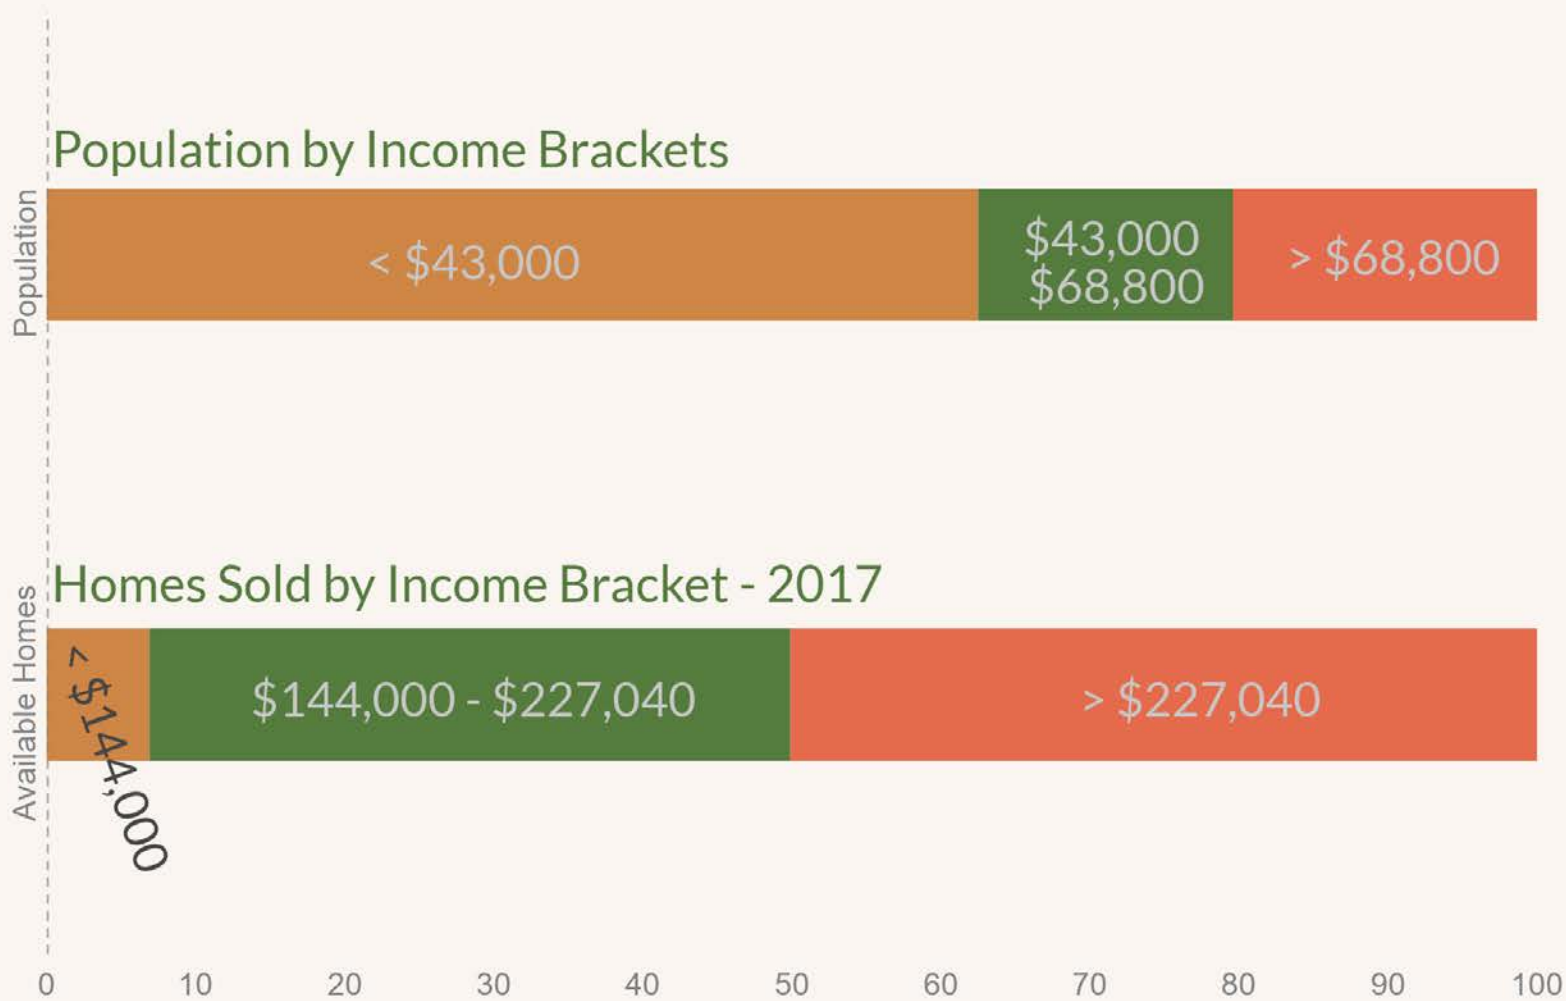 Population by Income Brackets
Population
< $43,000
$43,000
$68,800
> $68,800
Homes Sold by Income Bracket - 2017
Available Homes
< $144,000
$144,000 - $227,040
> $227,040
0 10 20 30 40 50 60 70 80 90 100